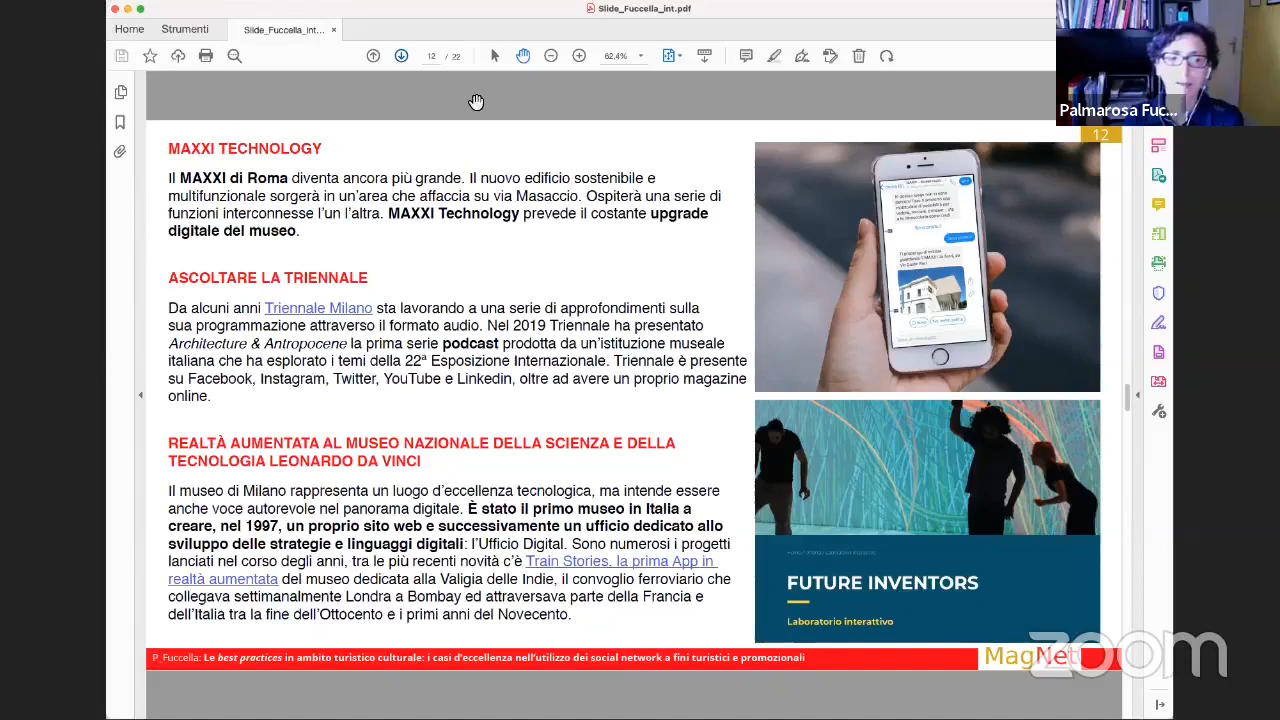 Slide_Fuccella_int.pdf
Home Strumenti Slide_Fuccella_int... ×
12 / 22 62,4%
Palmarosa Fuc...
12
MAXXI TECHNOLOGY
Il MAXXI di Roma diventa ancora più grande. Il nuovo edificio sostenibile e
multifunzionale sorgerà in un'area che affaccia su via Masaccio. Ospiterà una serie di
funzioni interconnesse l'un l'altra. MAXXI Technology prevede il costante upgrade
digitale del museo.
ASCOLTARE LA TRIENNALE
Da alcuni anni Triennale Milano sta lavorando a una serie di approfondimenti sulla
sua programmazione attraverso il formato audio. Nel 2019 Triennale ha presentato
Architecture & Antropocene la prima serie podcast prodotta da un'istituzione museale
italiana che ha esplorato i temi della 22ª Esposizione Internazionale. Triennale è presente
su Facebook, Instagram, Twitter, YouTube e Linkedin, oltre ad avere un proprio magazine
online.
REALTÀ AUMENTATA AL MUSEO NAZIONALE DELLA SCIENZA E DELLA
TECNOLOGIA LEONARDO DA VINCI
Il museo di Milano rappresenta un luogo d'eccellenza tecnologica, ma intende essere
anche voce autorevole nel panorama digitale. È stato il primo museo in Italia a
creare, nel 1997, un proprio sito web e successivamente un ufficio dedicato allo
sviluppo delle strategie e linguaggi digitali: l'Ufficio Digital. Sono numerosi i progetti
lanciati nel corso degli anni, tra le più recenti novità c'è Train Stories, la prima App in
realtà aumentata del museo dedicata alla Valigia delle Indie, il convoglio ferroviario che
collegava settimanalmente Londra a Bombay ed attraversava parte della Francia e
dell'Italia tra la fine dell'Ottocento e i primi anni del Novecento.
FUTURE INVENTORS
Laboratorio interattivo
P_Fuccella: Le best practices in ambito turistico culturale: i casi d'eccellenza nell'utilizzo dei social network a fini turistici e promozionali
MagNet
zoom